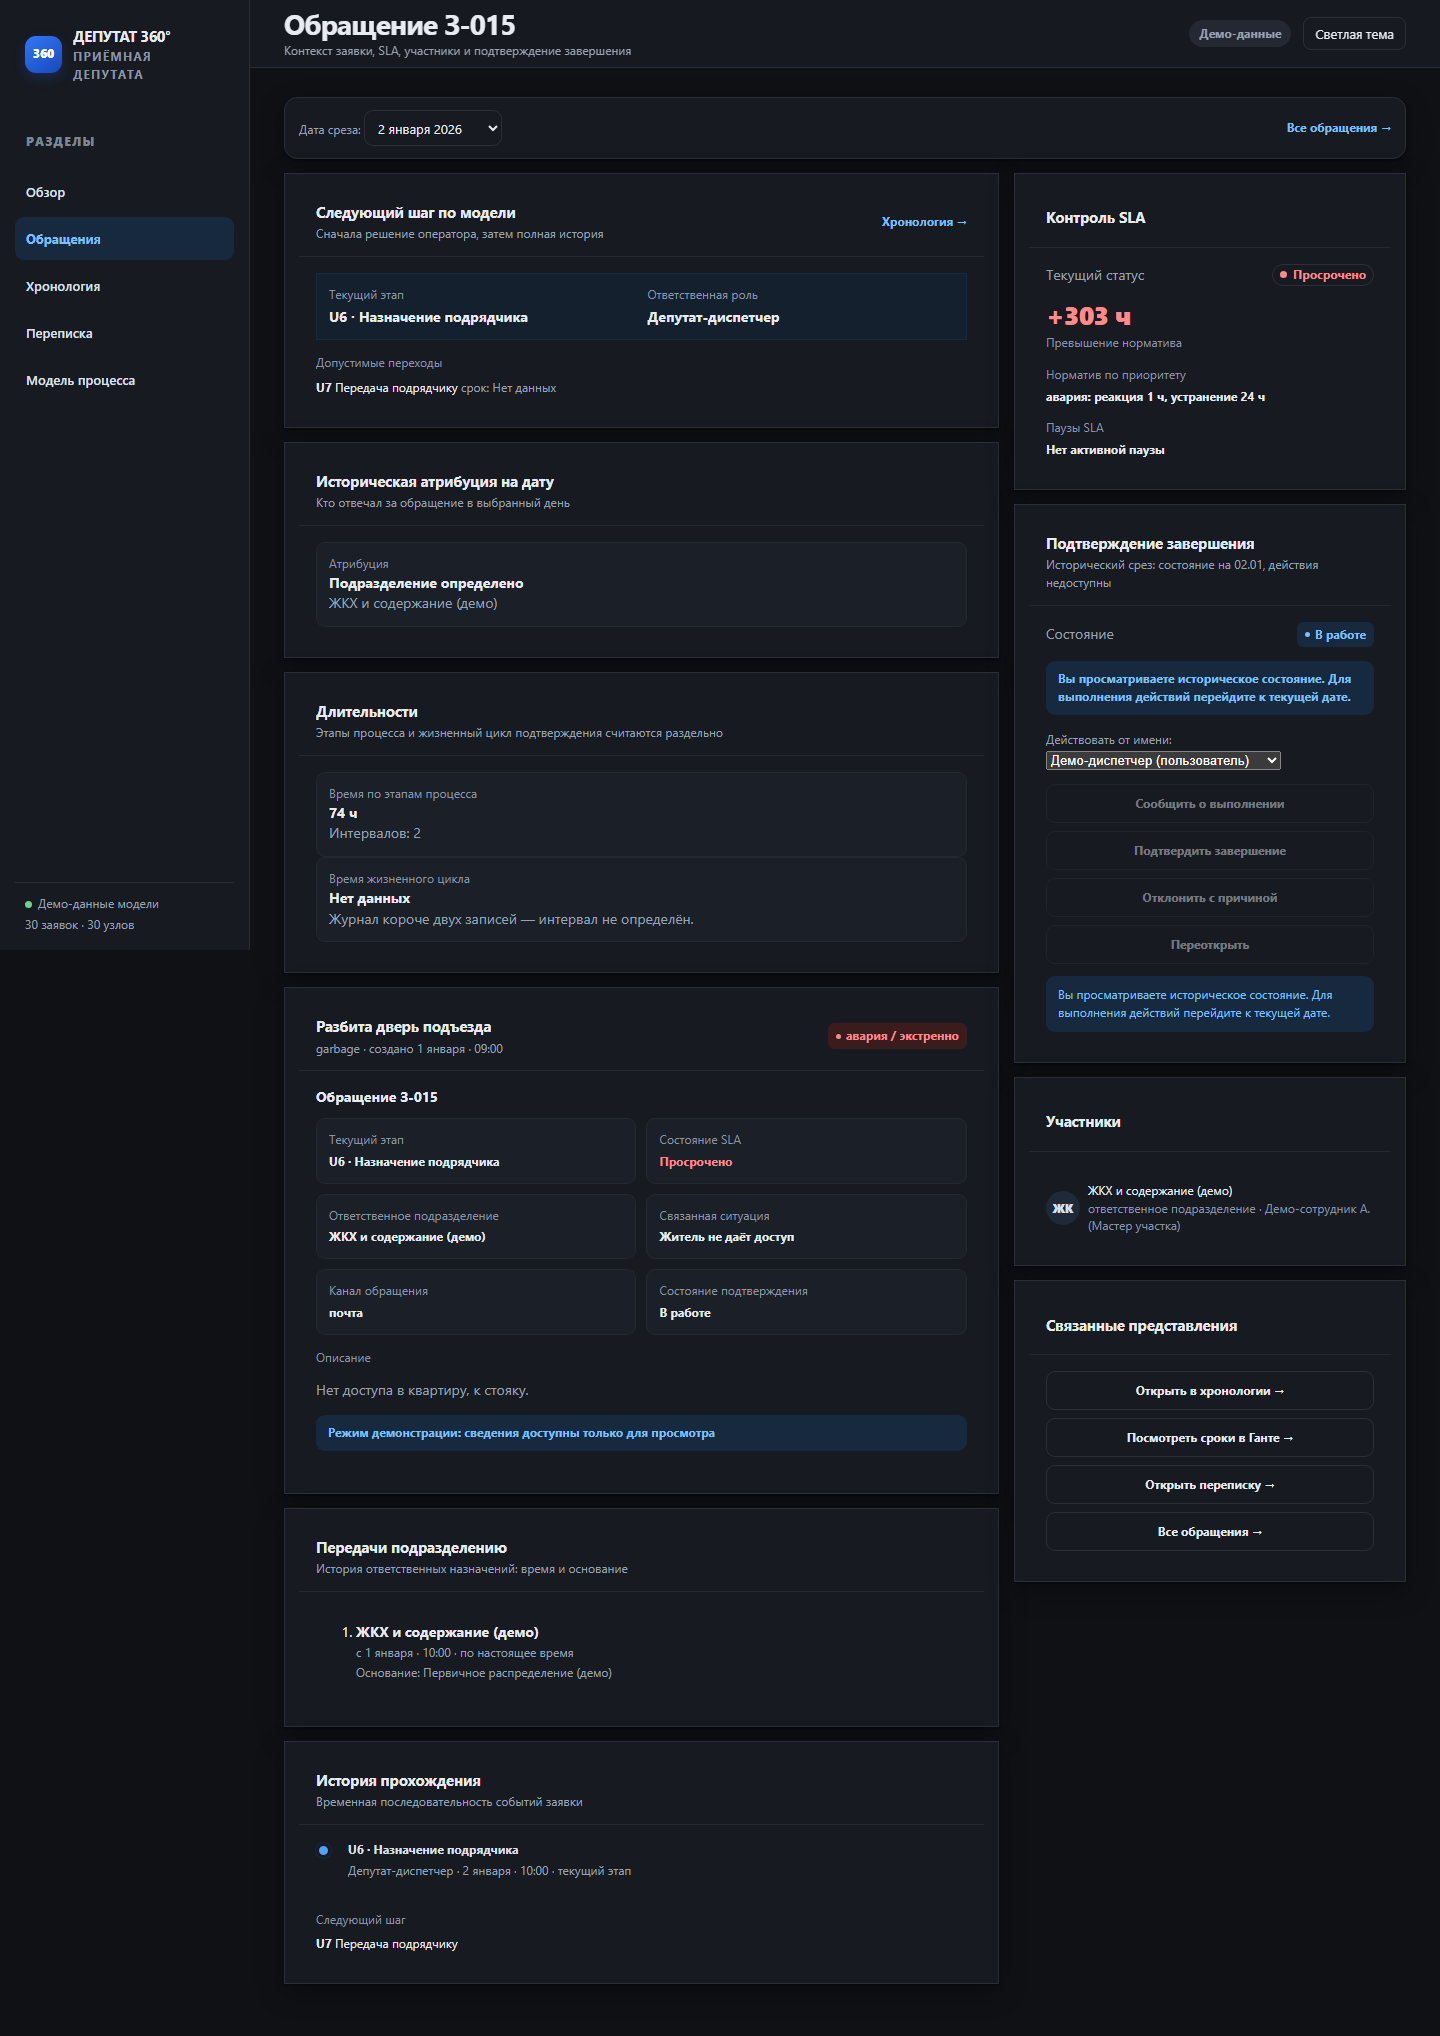 360
ДЕПУТАТ 360°
ПРИЁМНАЯ
ДЕПУТАТА
РАЗДЕЛЫ
Обзор
Обращения
Хронология
Переписка
Модель процесса
Демо-данные модели
30 заявок · 30 узлов
Обращение З-015
Контекст заявки, SLA, участники и подтверждение завершения
Демо-данные
Светлая тема
Дата среза:
2 января 2026
Все обращения →
Следующий шаг по модели
Сначала решение оператора, затем полная история
Хронология →
Текущий этап
U6 · Назначение подрядчика
Ответственная роль
Депутат-диспетчер
Допустимые переходы
U7 Передача подрядчику срок: Нет данных
Историческая атрибуция на дату
Кто отвечал за обращение в выбранный день
Атрибуция
Подразделение определено
ЖКХ и содержание (демо)
Длительности
Этапы процесса и жизненный цикл подтверждения считаются раздельно
Время по этапам процесса
74 ч
Интервалов: 2
Время жизненного цикла
Нет данных
Журнал короче двух записей — интервал не определён.
Разбита дверь подъезда
garbage · создано 1 января · 09:00
авария / экстренно
Обращение З-015
Текущий этап
U6 · Назначение подрядчика
Состояние SLA
Просрочено
Ответственное подразделение
ЖКХ и содержание (демо)
Связанная ситуация
Житель не даёт доступ
Канал обращения
почта
Состояние подтверждения
В работе
Описание
Нет доступа в квартиру, к стояку.
Режим демонстрации: сведения доступны только для просмотра
Передачи подразделению
История ответственных назначений: время и основание
1. ЖКХ и содержание (демо)
с 1 января · 10:00 · по настоящее время
Основание: Первичное распределение (демо)
История прохождения
Временная последовательность событий заявки
U6 · Назначение подрядчика
Депутат-диспетчер · 2 января · 10:00 · текущий этап
Следующий шаг
U7 Передача подрядчику
Контроль SLA
Текущий статус
Просрочено
+303 ч
Превышение норматива
Норматив по приоритету
авария: реакция 1 ч, устранение 24 ч
Паузы SLA
Нет активной паузы
Подтверждение завершения
Исторический срез: состояние на 02.01, действия
недоступны
Состояние
В работе
Вы просматриваете историческое состояние. Для
выполнения действий перейдите к текущей дате.
Действовать от имени:
Демо-диспетчер (пользователь)
Сообщить о выполнении
Подтвердить завершение
Отклонить с причиной
Переоткрыть
Вы просматриваете историческое состояние. Для
выполнения действий перейдите к текущей дате.
Участники
ЖК
ЖКХ и содержание (демо)
ответственное подразделение · Демо-сотрудник А.
(Мастер участка)
Связанные представления
Открыть в хронологии →
Посмотреть сроки в Ганте →
Открыть переписку →
Все обращения →